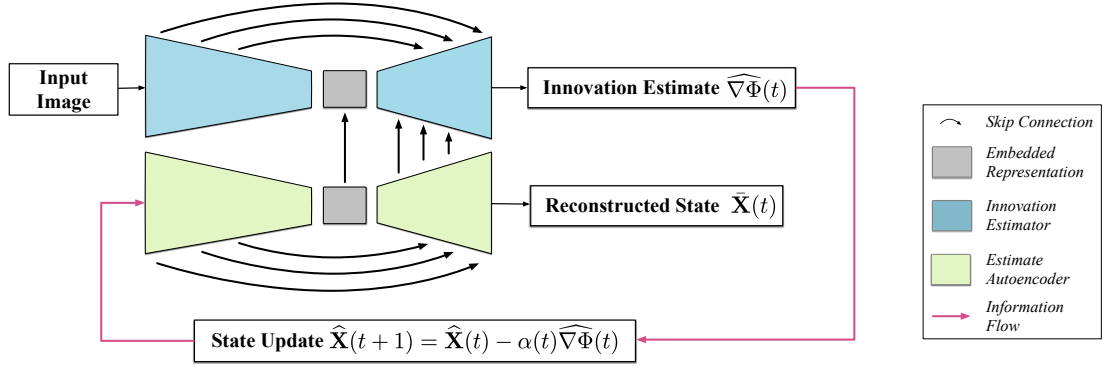 Input
Image
Innovation Estimate $\widehat{\nabla\Phi}(t)$
Reconstructed State $\bar{\mathbf{X}}(t)$
State Update $\widehat{\mathbf{X}}(t+1) = \widehat{\mathbf{X}}(t) - \alpha(t)\widehat{\nabla\Phi}(t)$
Skip Connection
Embedded
Representation
Innovation
Estimator
Estimate
Autoencoder
Information
Flow